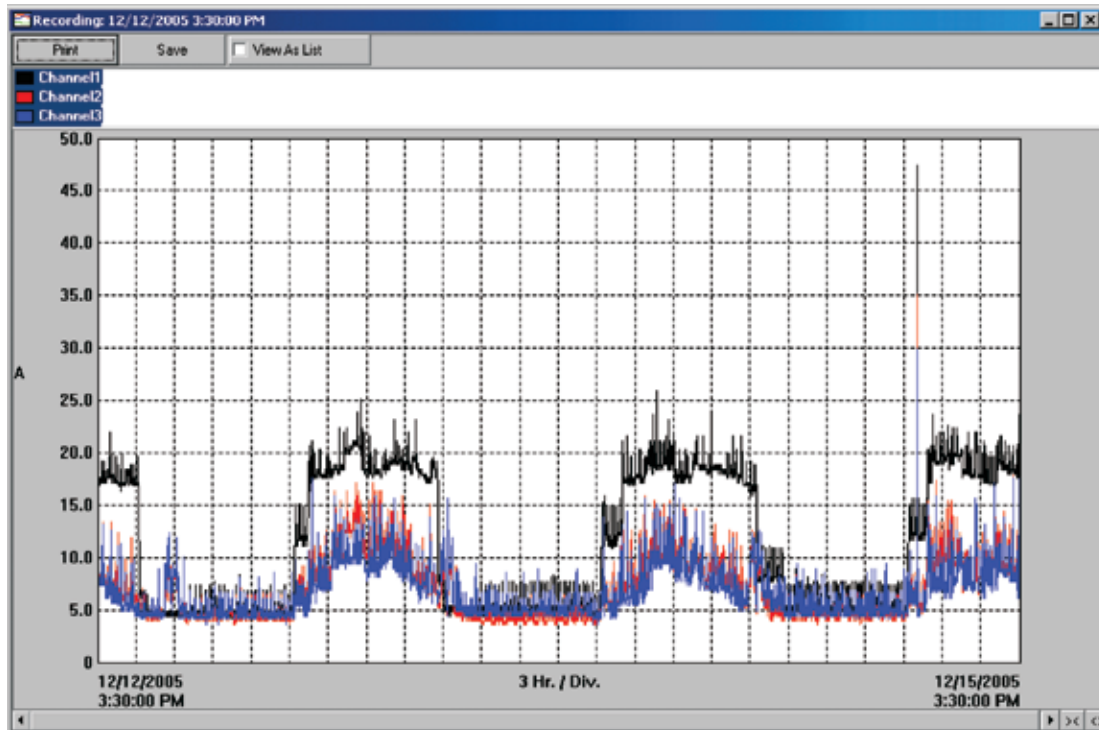 Recording: 12/12/2005 3:30:00 PM
Print Save View As List
Channel1
Channel2
Channel3
50.0
45.0
40.0
35.0
30.0
25.0
A
20.0
15.0
10.0
5.0
0
12/12/2005 3 Hr. / Div. 12/15/2005
3:30:00 PM 3:30:00 PM